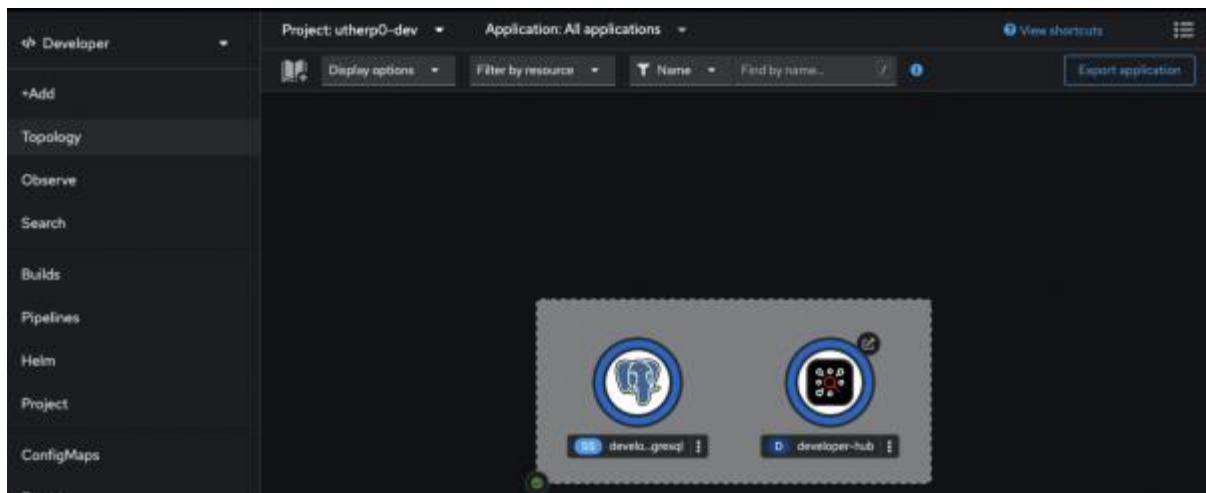 </> Developer
Project: utherp0-dev
Application: All applications
View shortcuts
Display options
Filter by resource
Name
Find by name...
/
Export application
+Add
Topology
Observe
Search
Builds
Pipelines
Helm
Project
ConfigMaps
SS develo...gresql
D developer-hub